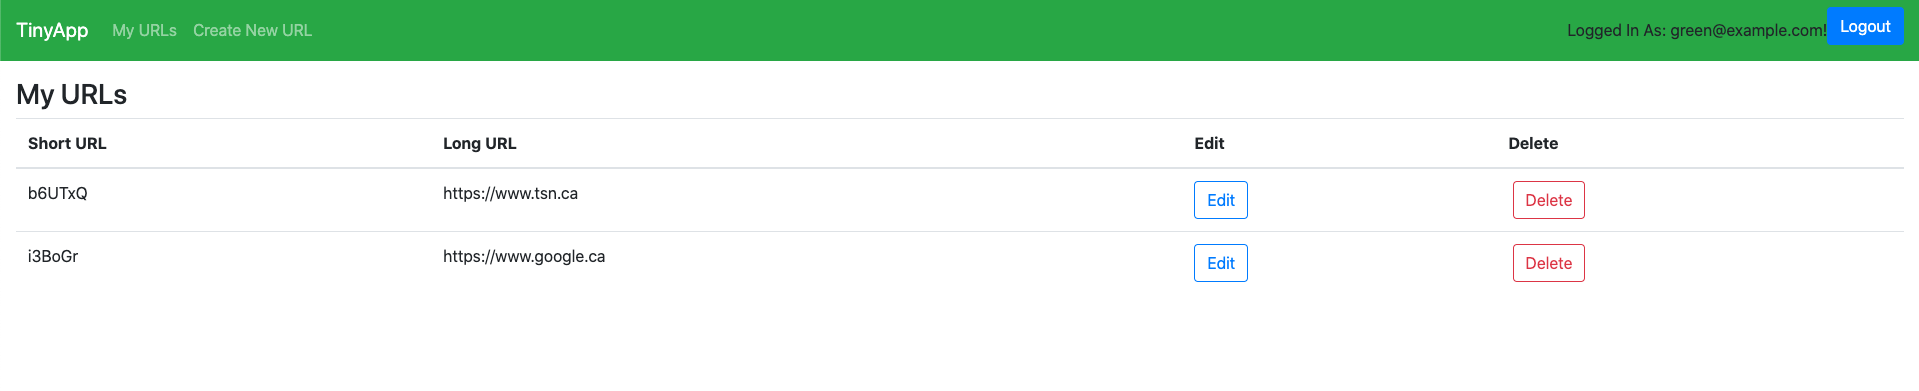 TinyApp My URLs Create New URL Logged In As: green@example.com! Logout
My URLs
Short URL Long URL Edit Delete
b6UTxQ https://www.tsn.ca Edit Delete
i3BoGr https://www.google.ca Edit Delete